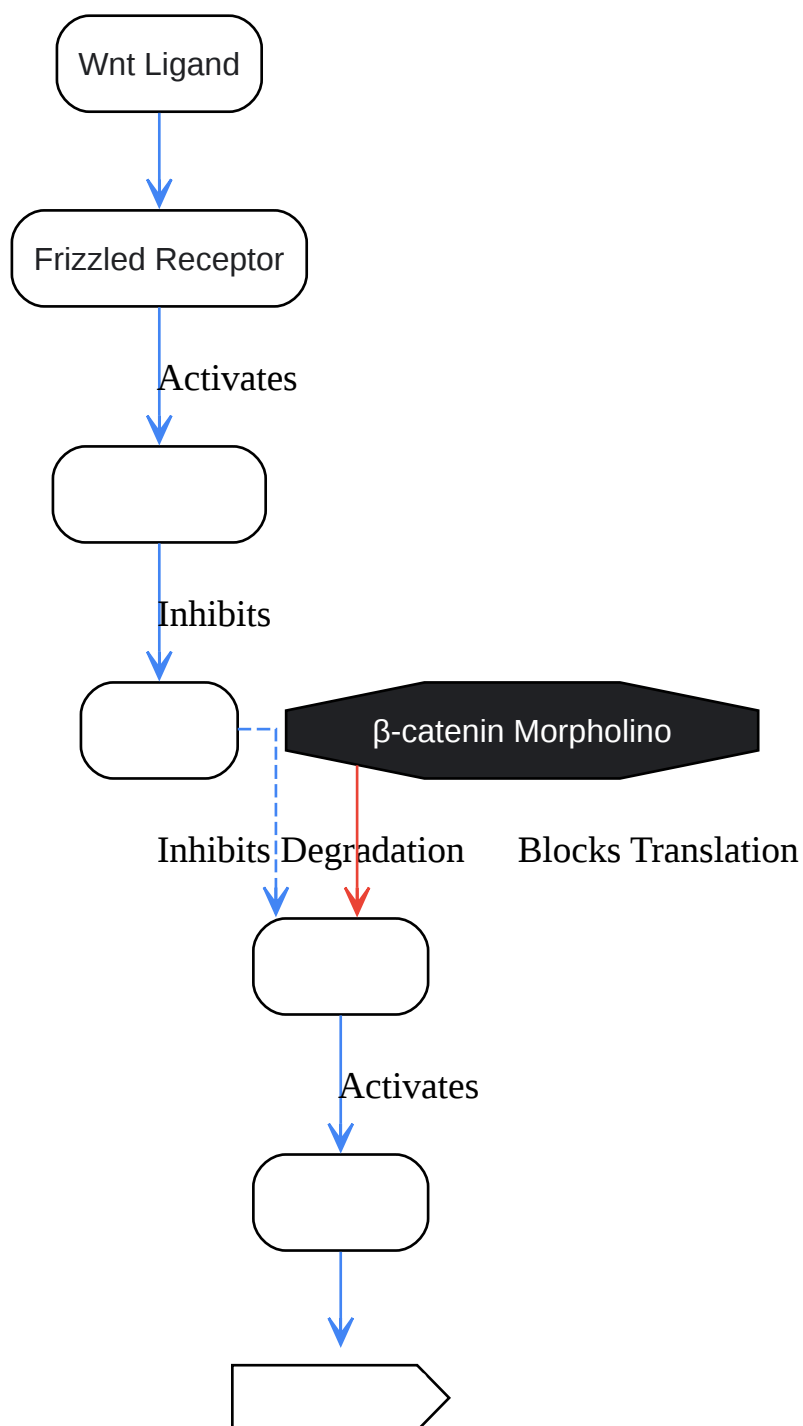 Wnt Ligand
Frizzled Receptor
Activates
Inhibits
β-catenin Morpholino
Inhibits Degradation
Blocks Translation
Activates